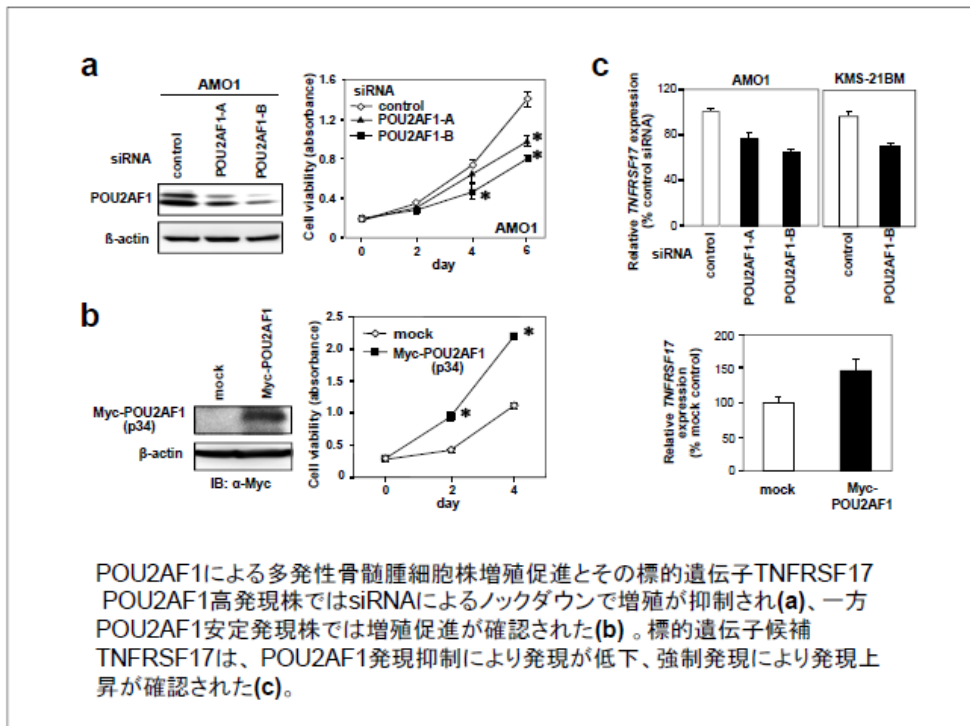 a
AMO1
siRNA
control
POU2AF1-A
POU2AF1-B
POU2AF1
ß-actin
Cell viability (absorbance)
1.6
1.2
0.8
0.4
0
siRNA
control
POU2AF1-A
POU2AF1-B
*
*
*
AMO1
0 2 4 6
day
b
mock
Myc-POU2AF1
Myc-POU2AF1
(p34)
β-actin
IB: α-Myc
Cell viability (absorbance)
2.5
2.0
1.5
1.0
0.5
0
mock
Myc-POU2AF1
(p34)
*
*
0 2 4
day
c
AMO1 KMS-21BM
Relative TNFRSF17 expression
(% control siRNA)
120
80
40
0
siRNA
control
POU2AF1-A
POU2AF1-B
control
POU2AF1-B
Relative TNFRSF17
expression
(% mock control)
200
150
100
50
0
mock
Myc-
POU2AF1
POU2AF1による多発性骨髄腫細胞株増殖促進とその標的遺伝子TNFRSF17
POU2AF1高発現株ではsiRNAによるノックダウンで増殖が抑制され(a)、一方
POU2AF1安定発現株では増殖促進が確認された(b) 。標的遺伝子候補
TNFRSF17は、 POU2AF1発現抑制により発現が低下、強制発現により発現上
昇が確認された(c)。